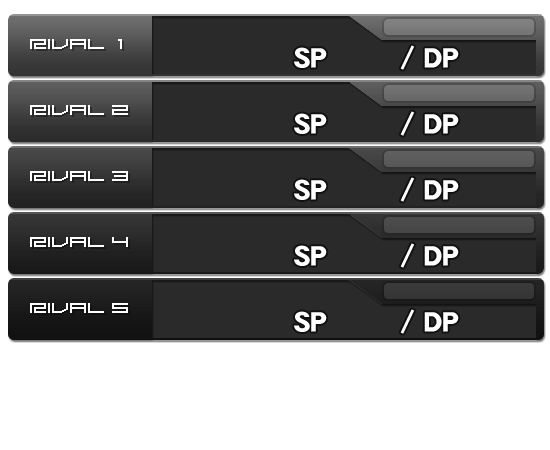 RIVAL 1
SP / DP
RIVAL 2
SP / DP
RIVAL 3
SP / DP
RIVAL 4
SP / DP
RIVAL 5
SP / DP